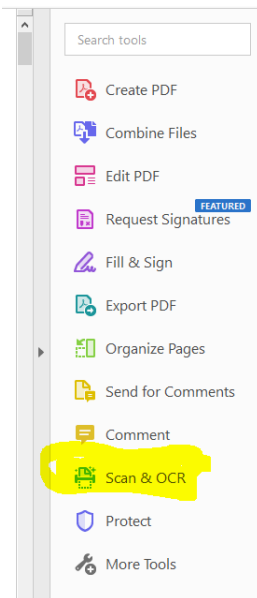 Search tools
Create PDF
Combine Files
Edit PDF
FEATURED
Request Signatures
Fill & Sign
Export PDF
Organize Pages
Send for Comments
Comment
Scan & OCR
Protect
More Tools